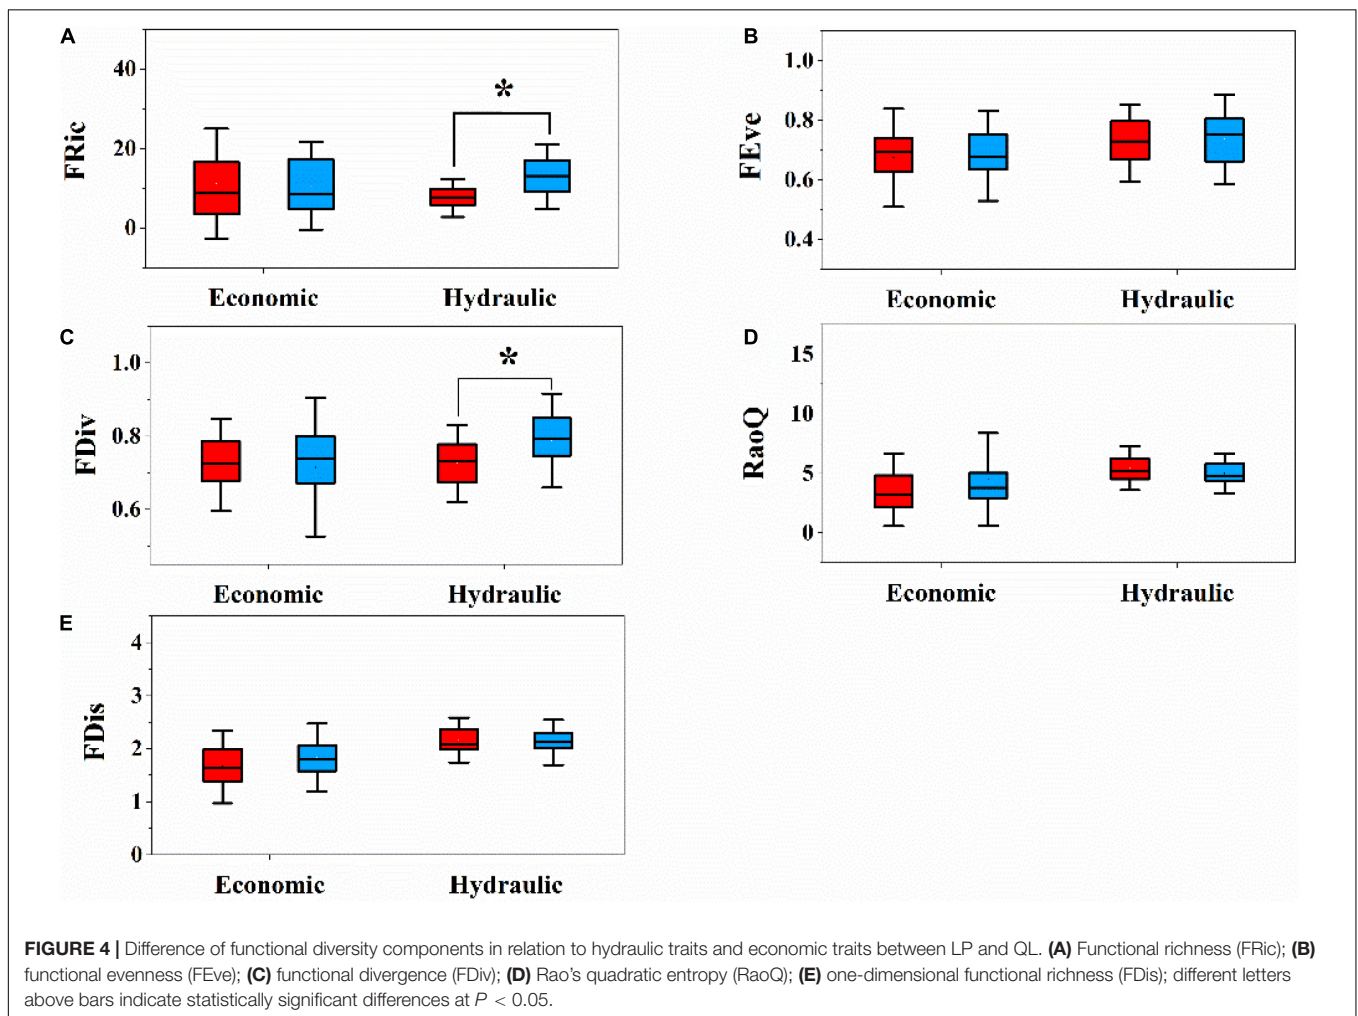 A
40
20
0
FRic
*
Economic
Hydraulic
B
1.0
0.8
0.6
0.4
FEve
Economic
Hydraulic
C
1.0
0.8
0.6
FDiv
*
Economic
Hydraulic
D
15
10
5
0
RaoQ
Economic
Hydraulic
E
4
3
2
1
0
FDis
Economic
Hydraulic
FIGURE 4 | Difference of functional diversity components in relation to hydraulic traits and economic traits between LP and QL. (A) Functional richness (FRic); (B)
functional evenness (FEve); (C) functional divergence (FDiv); (D) Rao's quadratic entropy (RaoQ); (E) one-dimensional functional richness (FDis); different letters
above bars indicate statistically significant differences at P < 0.05.